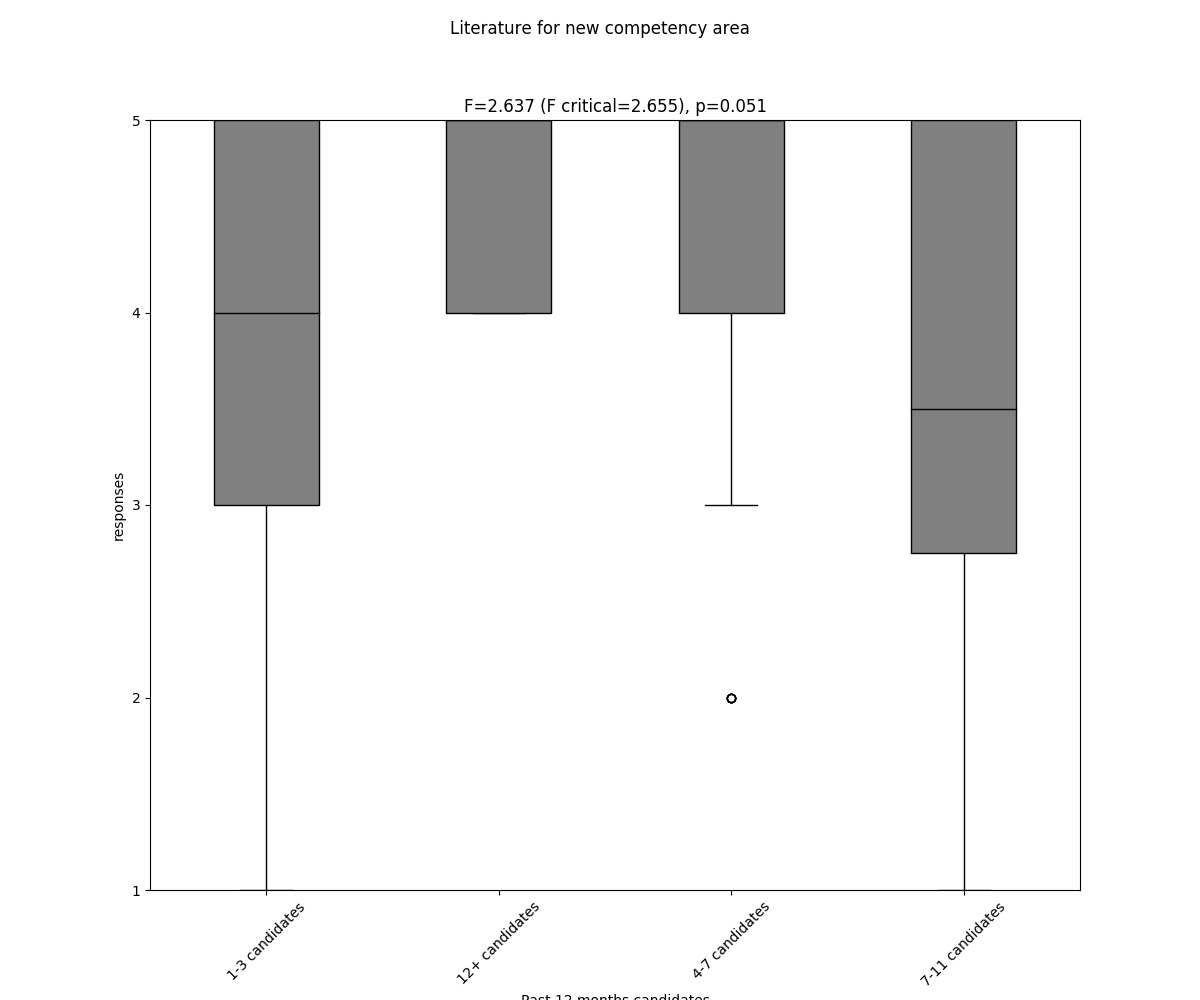 Literature for new competency area
F=2.637 (F critical=2.655), p=0.051
5
4
3
2
1
responses
1-3 candidates
12+ candidates
4-7 candidates
7-11 candidates
Past 12 months candidates